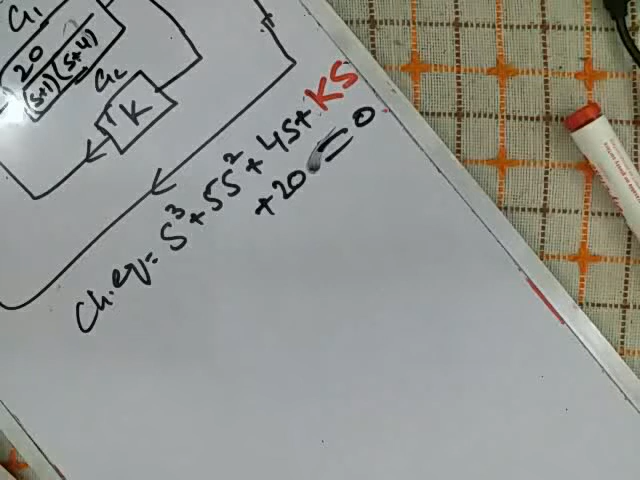 G1
20
(S+1)(S+4)
G2
K
Ch.eq= S³+5S²+4S+KS
+20=0